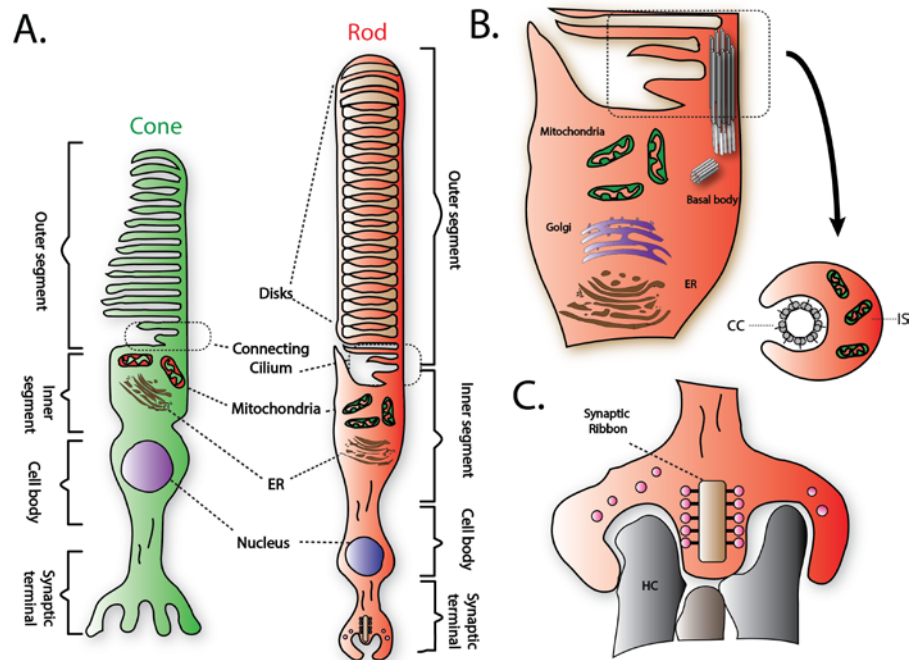 A.
Cone
Rod
Outer segment
Inner
segment
Cell body
Synaptic
terminal
Disks
Connecting
Cilium
Mitochondria
ER
Nucleus
Outer segment
Inner segment
Cell body
Synaptic
terminal
B.
Mitochondria
Basal body
Golgi
ER
CC
IS
C.
Synaptic
Ribbon
HC